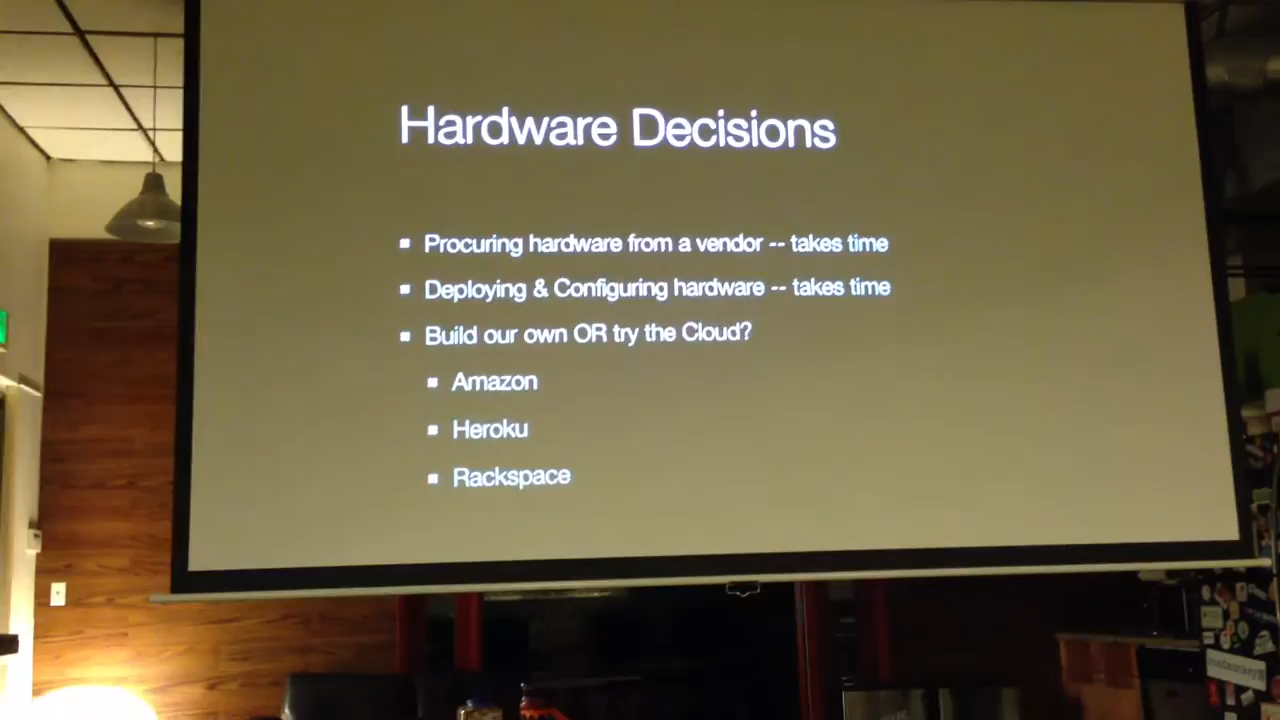 Hardware Decisions
Procuring hardware from a vendor -- takes time
Deploying & Configuring hardware -- takes time
Build our own OR try the Cloud?
Amazon
Heroku
Rackspace